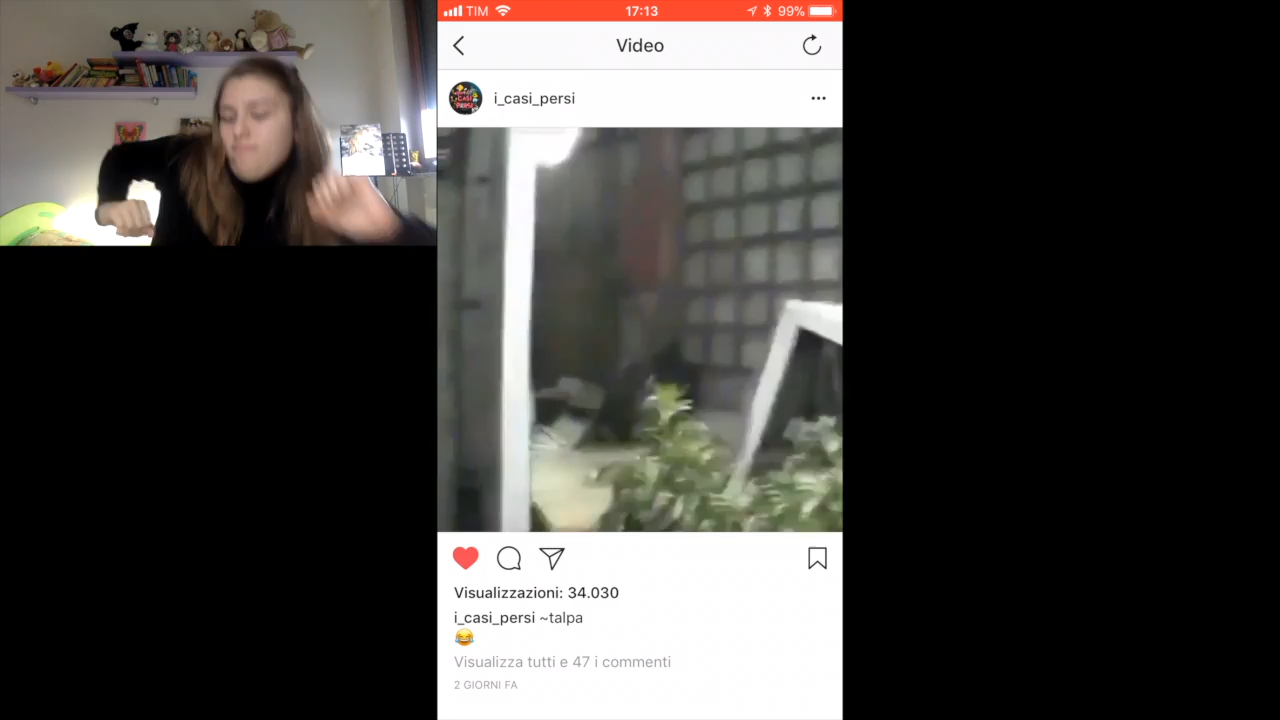 TIM 17:13 99%
Video
i_casi_persi
Visualizzazioni: 34.030
i_casi_persi ~talpa
😂
Visualizza tutti e 47 i commenti
2 GIORNI FA